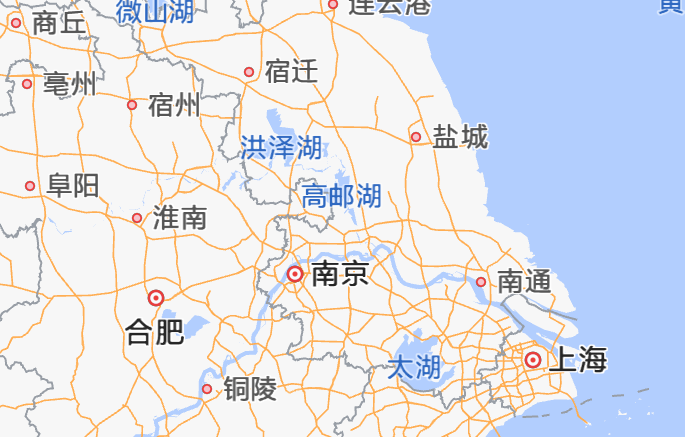 微山湖
连云港
黄
商丘
宿迁
亳州
宿州
盐城
洪泽湖
阜阳
高邮湖
淮南
南京
南通
合肥
上海
太湖
铜陵